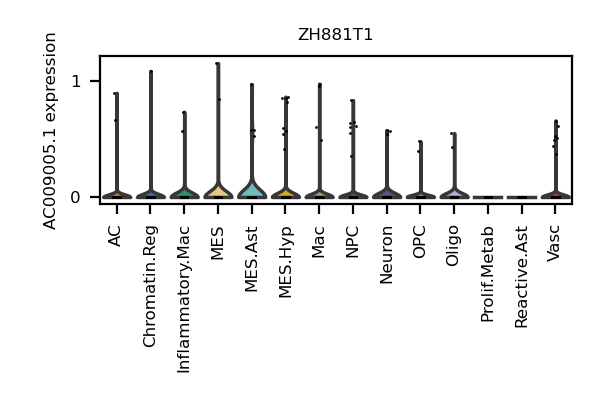 ZH881T1
AC009005.1 expression
1
0
AC
Chromatin.Reg
Inflammatory.Mac
MES
MES.Ast
MES.Hyp
Mac
NPC
Neuron
OPC
Oligo
Prolif.Metab
Reactive.Ast
Vasc